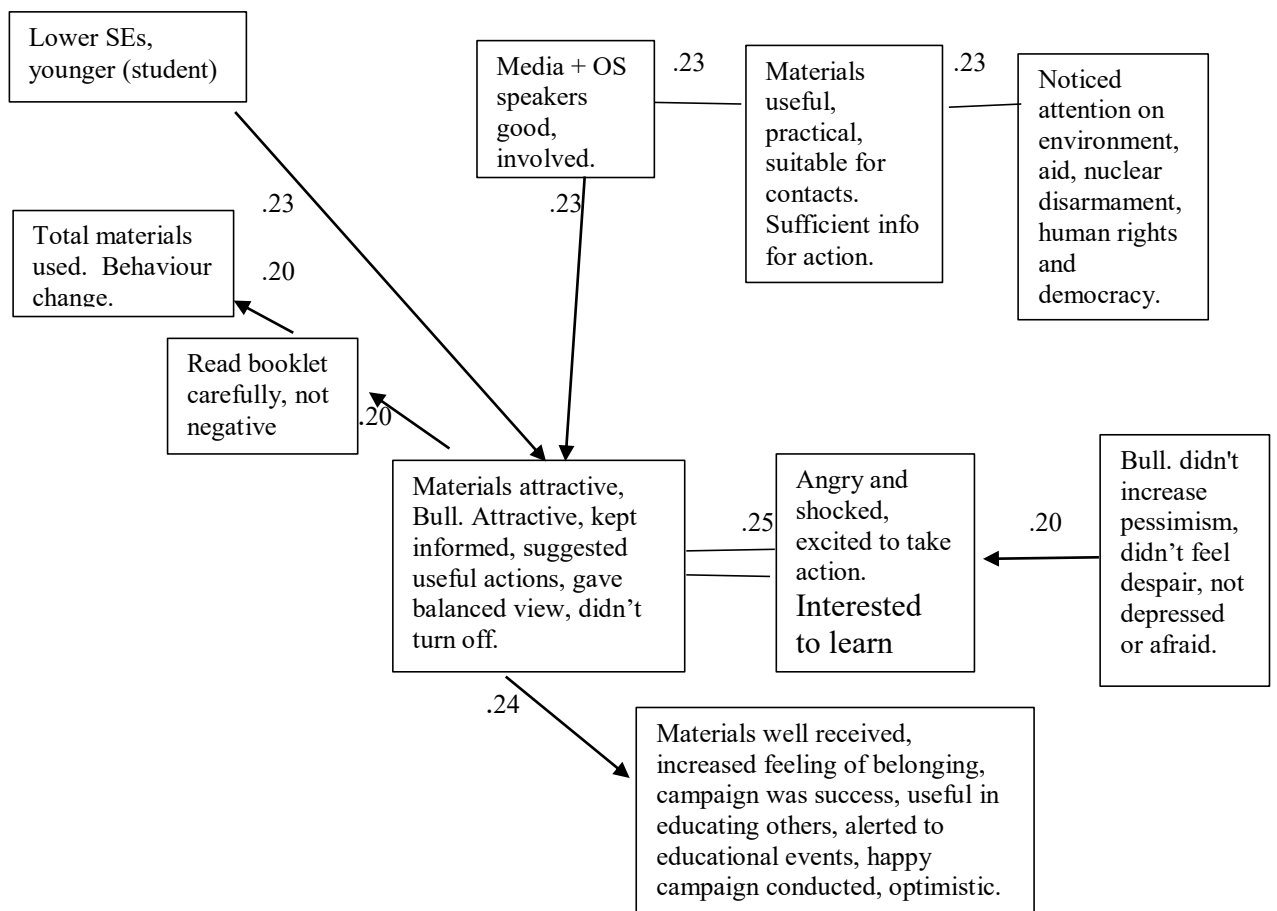 Lower SEs,
younger (student)
Media + OS
speakers
good,
involved.
.23
Materials
useful,
practical,
suitable for
contacts.
Sufficient info
for action.
.23
Noticed
attention on
environment,
aid, nuclear
disarmament,
human rights
and
democracy.
.23
.23
Total materials
used.  Behaviour
change.
.20
Read booklet
carefully, not
negative
.20
Materials attractive,
Bull. Attractive, kept
informed, suggested
useful actions, gave
balanced view, didn’t
turn off.
.25
Angry and
shocked,
excited to take
action.
Interested
to learn
.20
Bull. didn't
increase
pessimism,
didn’t feel
despair, not
depressed
or afraid.
.24
Materials well received,
increased feeling of belonging,
campaign was success, useful in
educating others, alerted to
educational events, happy
campaign conducted, optimistic.